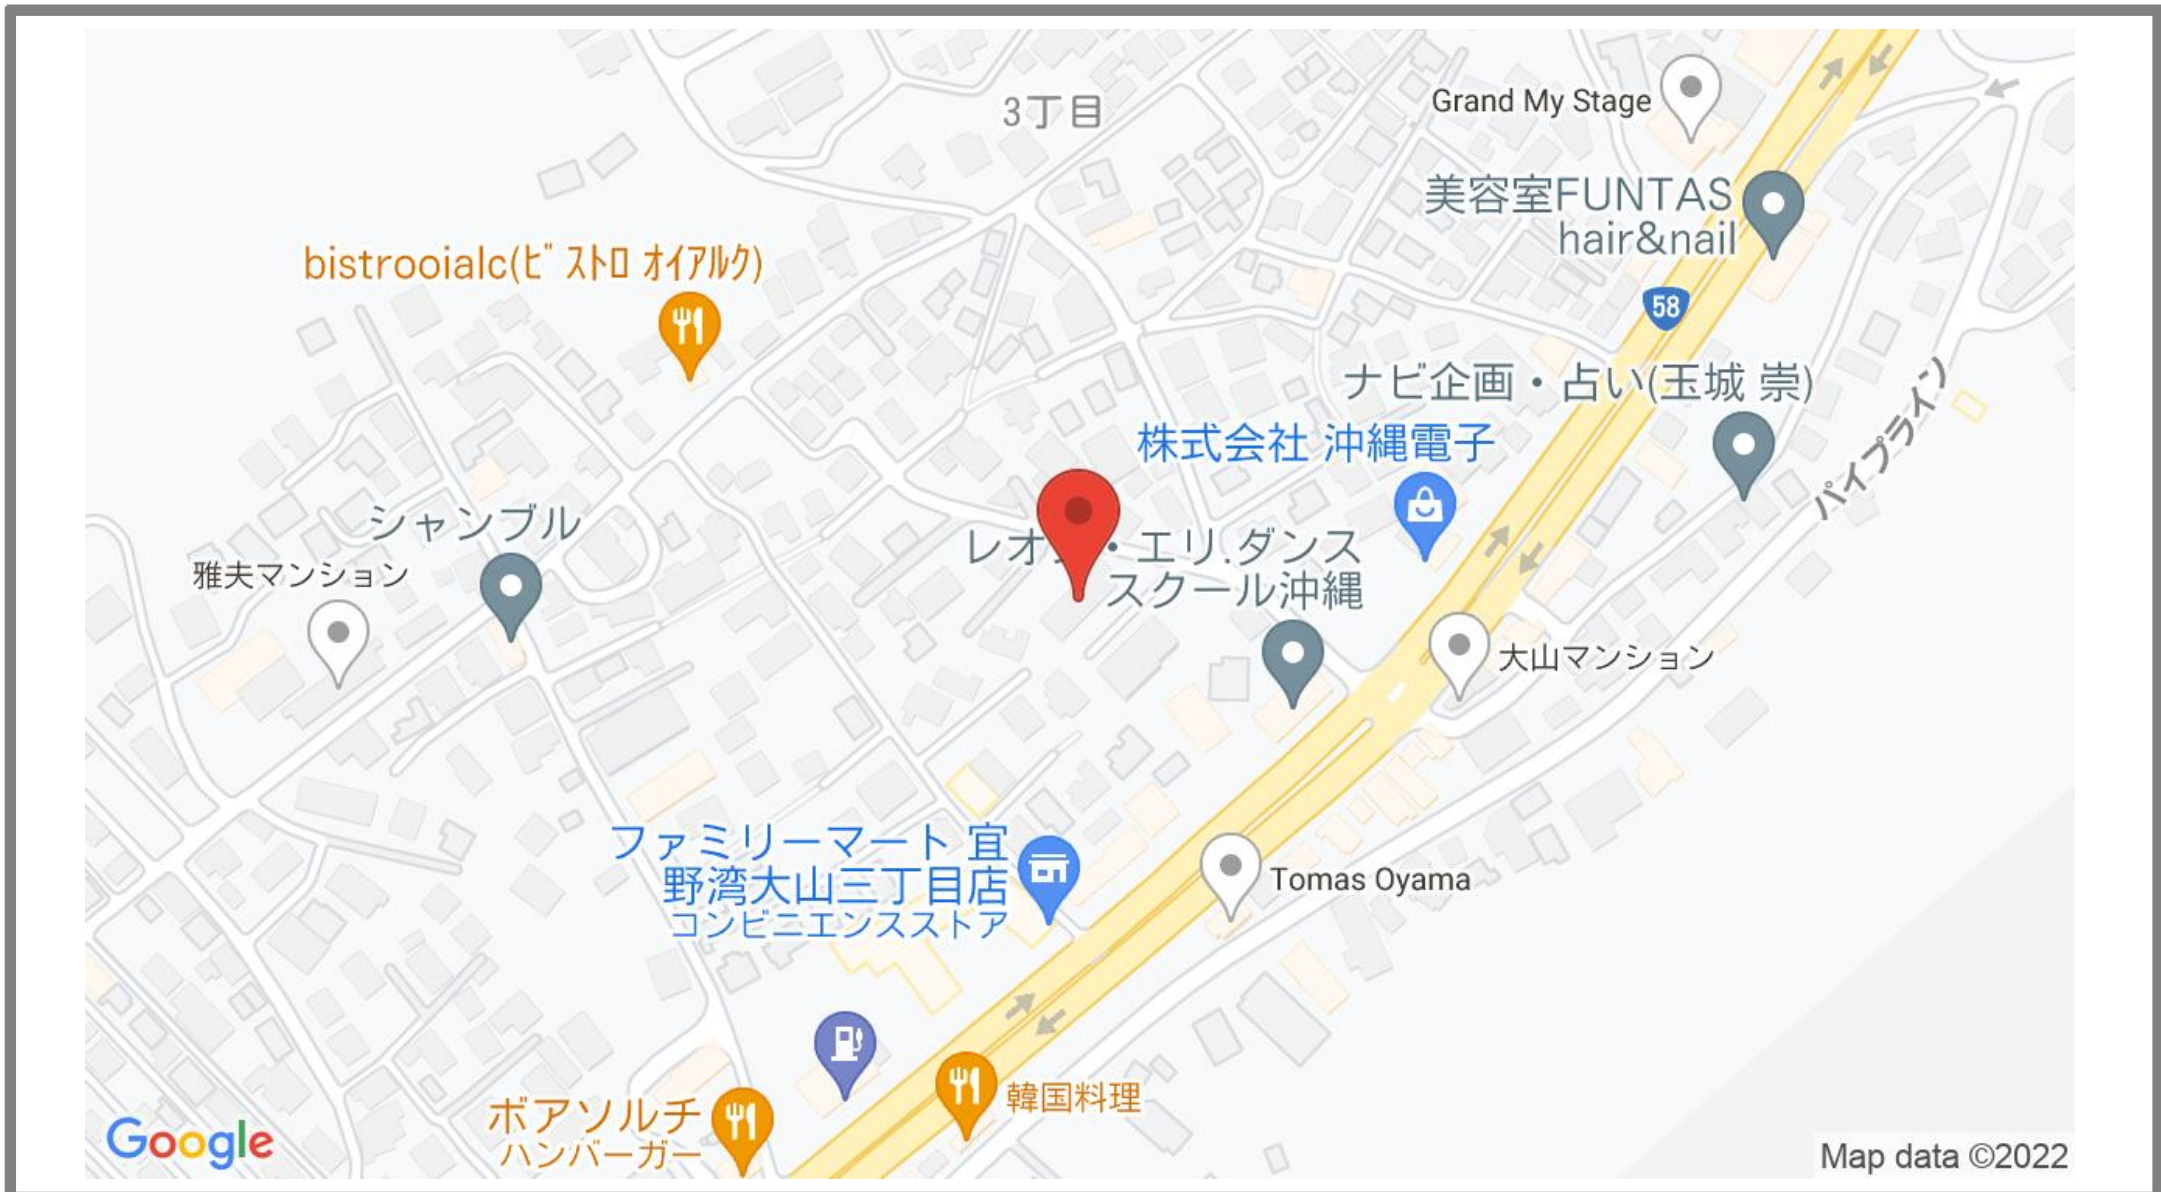 3丁目
Grand My Stage
美容室FUNTAS
hair&nail
bistrooialc(ビストロ オイアルク)
58
ナビ企画・占い(玉城 崇)
株式会社 沖縄電子
パイプライン
シャンブル
雅夫マンション
・エリ.ダンス
スクール沖縄
大山マンション
ファミリーマート 宜
野湾大山三丁目店
コンビニエンスストア
Tomas Oyama
ボアソルチ
ハンバーガー
韓国料理
Google
Map data ©2022